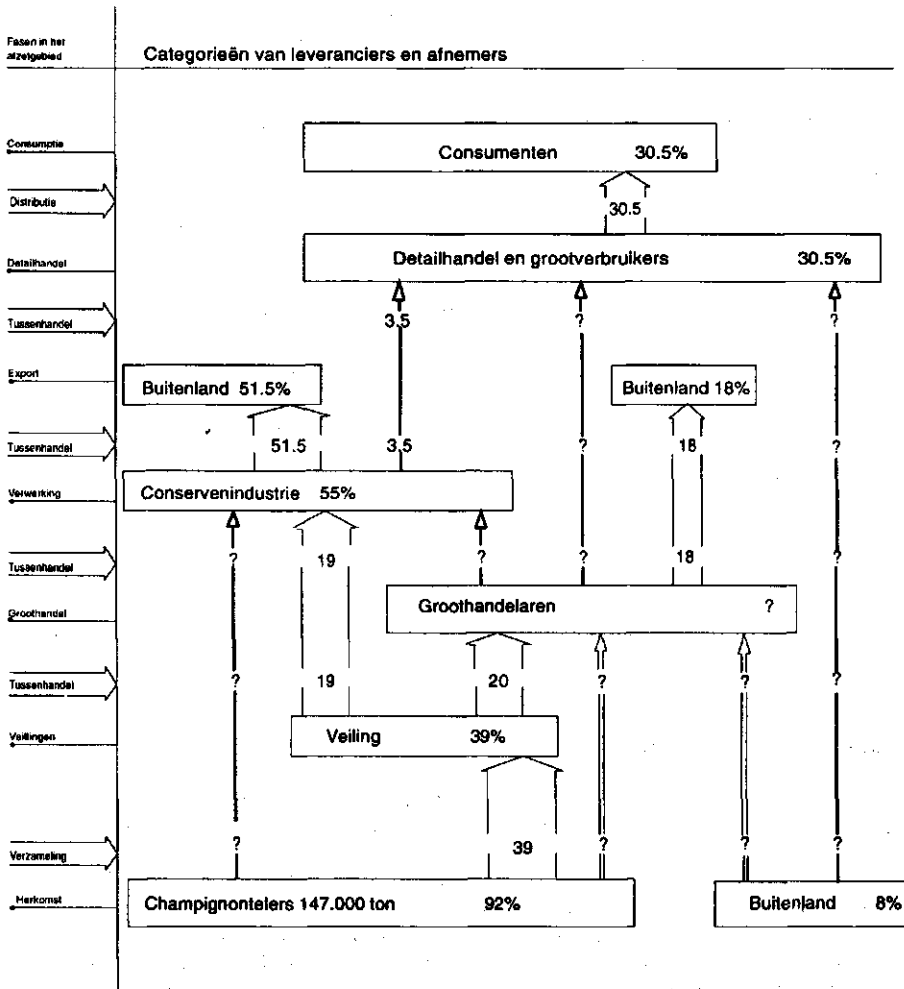 Fasen in het
afzetgebied
Categorieën van leveranciers en afnemers
Consumptie
Consumenten 30.5%
Distributie
30.5
Detailhandel
Detailhandel en grootverbruikers 30.5%
Tussenhandel
3.5 ? ?
Export
Buitenland 51.5%
Buitenland 18%
Tussenhandel
51.5 3.5 ? 18 ?
Verwerking
Conservenindustrie 55%
Tussenhandel
? 19 ? ? 18 ?
Groothandel
Groothandelaren ?
Tussenhandel
? 19 20 ? ? ?
Veilingen
Veiling 39%
Verzameling
? 39 ? ? ?
Herkomst
Champignontelers 147.000 ton 92%
Buitenland 8%